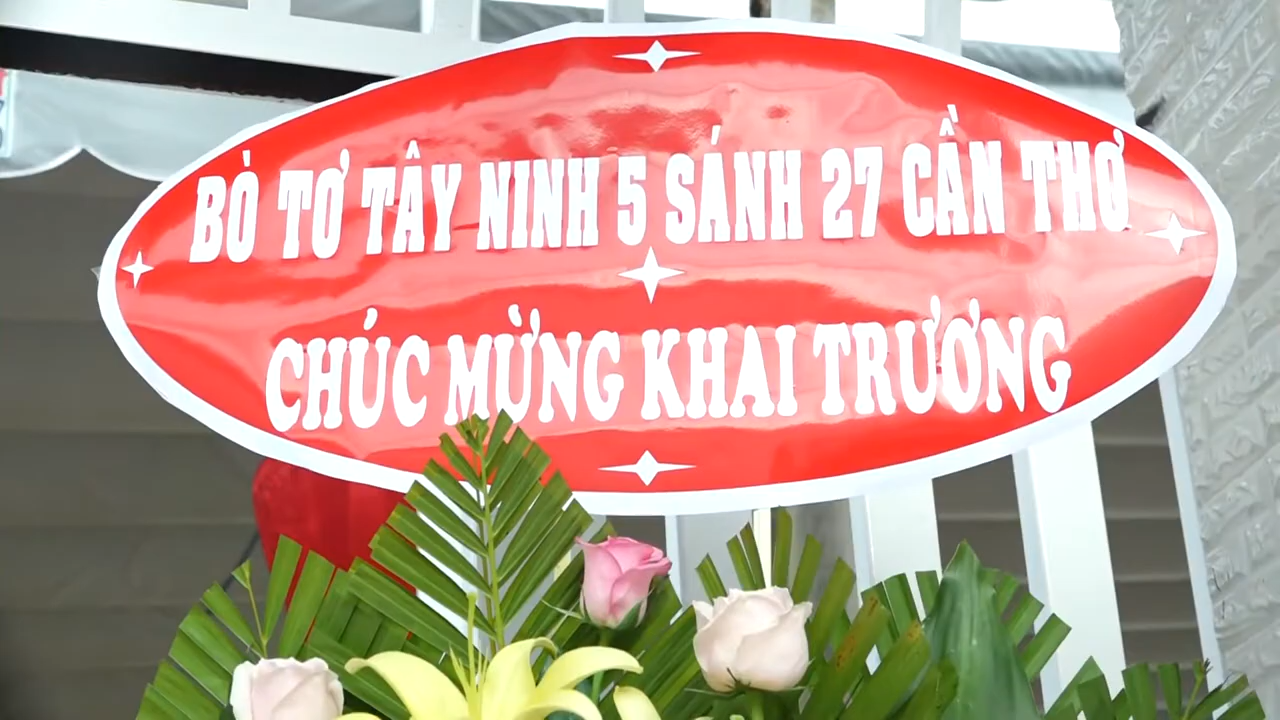 BÒ TƠ TÂY NINH 5 SÁNH 27 CẦN THƠ
CHÚC MỪNG KHAI TRƯƠNG